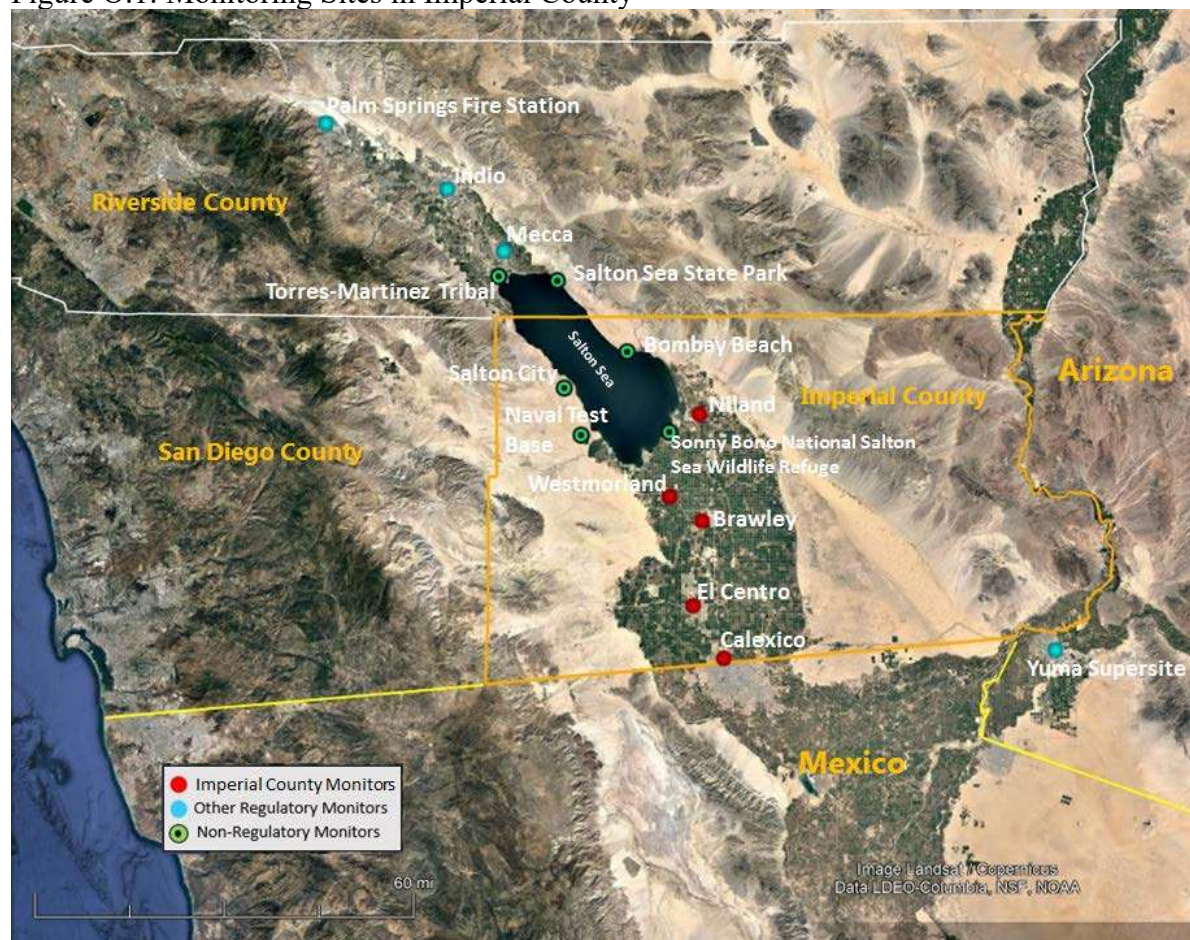 Palm Springs Fire Station
Indio
Riverside County
Mecca
Salton Sea State Park
Torres-Martinez Tribal
Salton Sea
Bombay Beach
Arizona
Salton City
Imperial County
Niland
Naval Test
Base
Sonny Bono National Salton
Sea Wildlife Refuge
San Diego County
Westmorland
Brawley
El Centro
Calexico
Yuma Supersite
Mexico
Imperial County Monitors
Other Regulatory Monitors
Non-Regulatory Monitors
60 mi
Image Landsat / Copernicus
Data LDEO-Columbia, NSF, NOAA